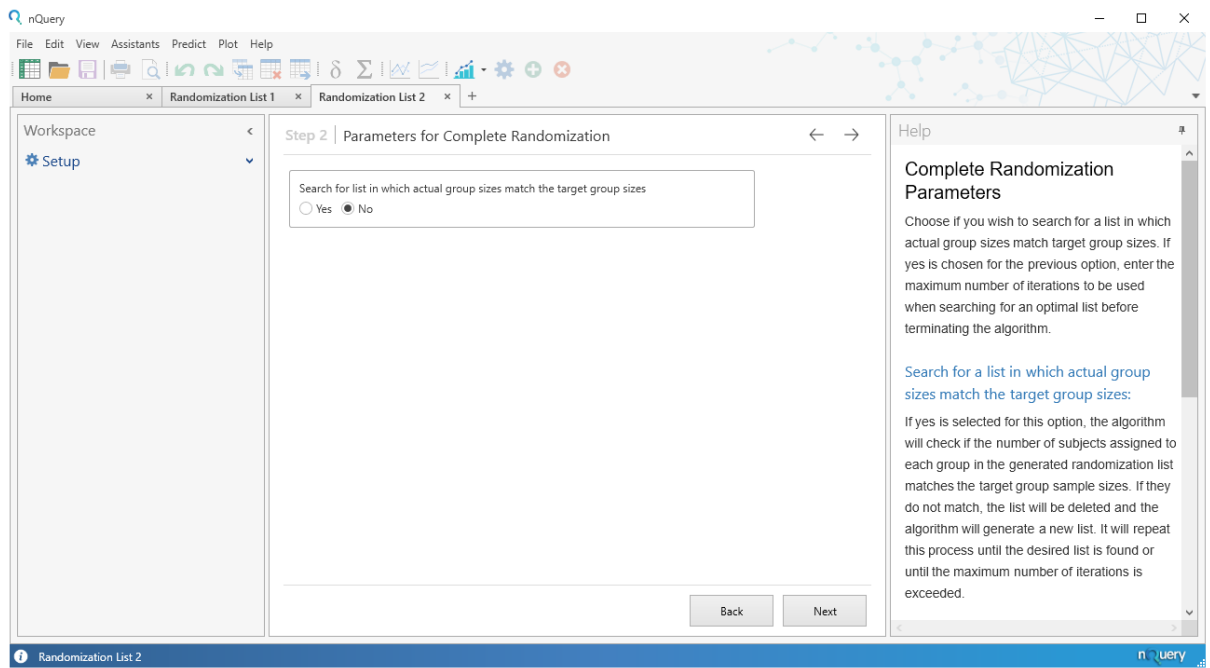 nQuery
File Edit View Assistants Predict Plot Help
Home × Randomization List 1 × Randomization List 2 × +
Workspace
Setup
Step 2 Parameters for Complete Randomization
Search for list in which actual group sizes match the target group sizes
Yes No
Back Next
Help
Complete Randomization
Parameters
Choose if you wish to search for a list in which
actual group sizes match target group sizes. If
yes is chosen for the previous option, enter the
maximum number of iterations to be used
when searching for an optimal list before
terminating the algorithm.
Search for a list in which actual group
sizes match the target group sizes:
If yes is selected for this option, the algorithm
will check if the number of subjects assigned to
each group in the generated randomization list
matches the target group sample sizes. If they
do not match, the list will be deleted and the
algorithm will generate a new list. It will repeat
this process until the desired list is found or
until the maximum number of iterations is
exceeded.
Randomization List 2
nQuery